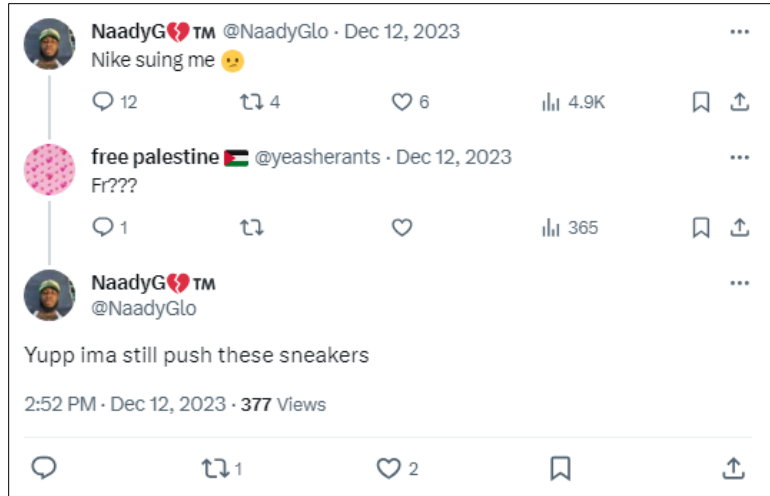 NaadyG💔™ @NaadyGlo · Dec 12, 2023
Nike suing me 🫤
12 4 6 4.9K
free palestine 🇵🇸 @yeasherants · Dec 12, 2023
Fr???
1 365
NaadyG💔™
@NaadyGlo
Yupp ima still push these sneakers
2:52 PM · Dec 12, 2023 · 377 Views
1 2